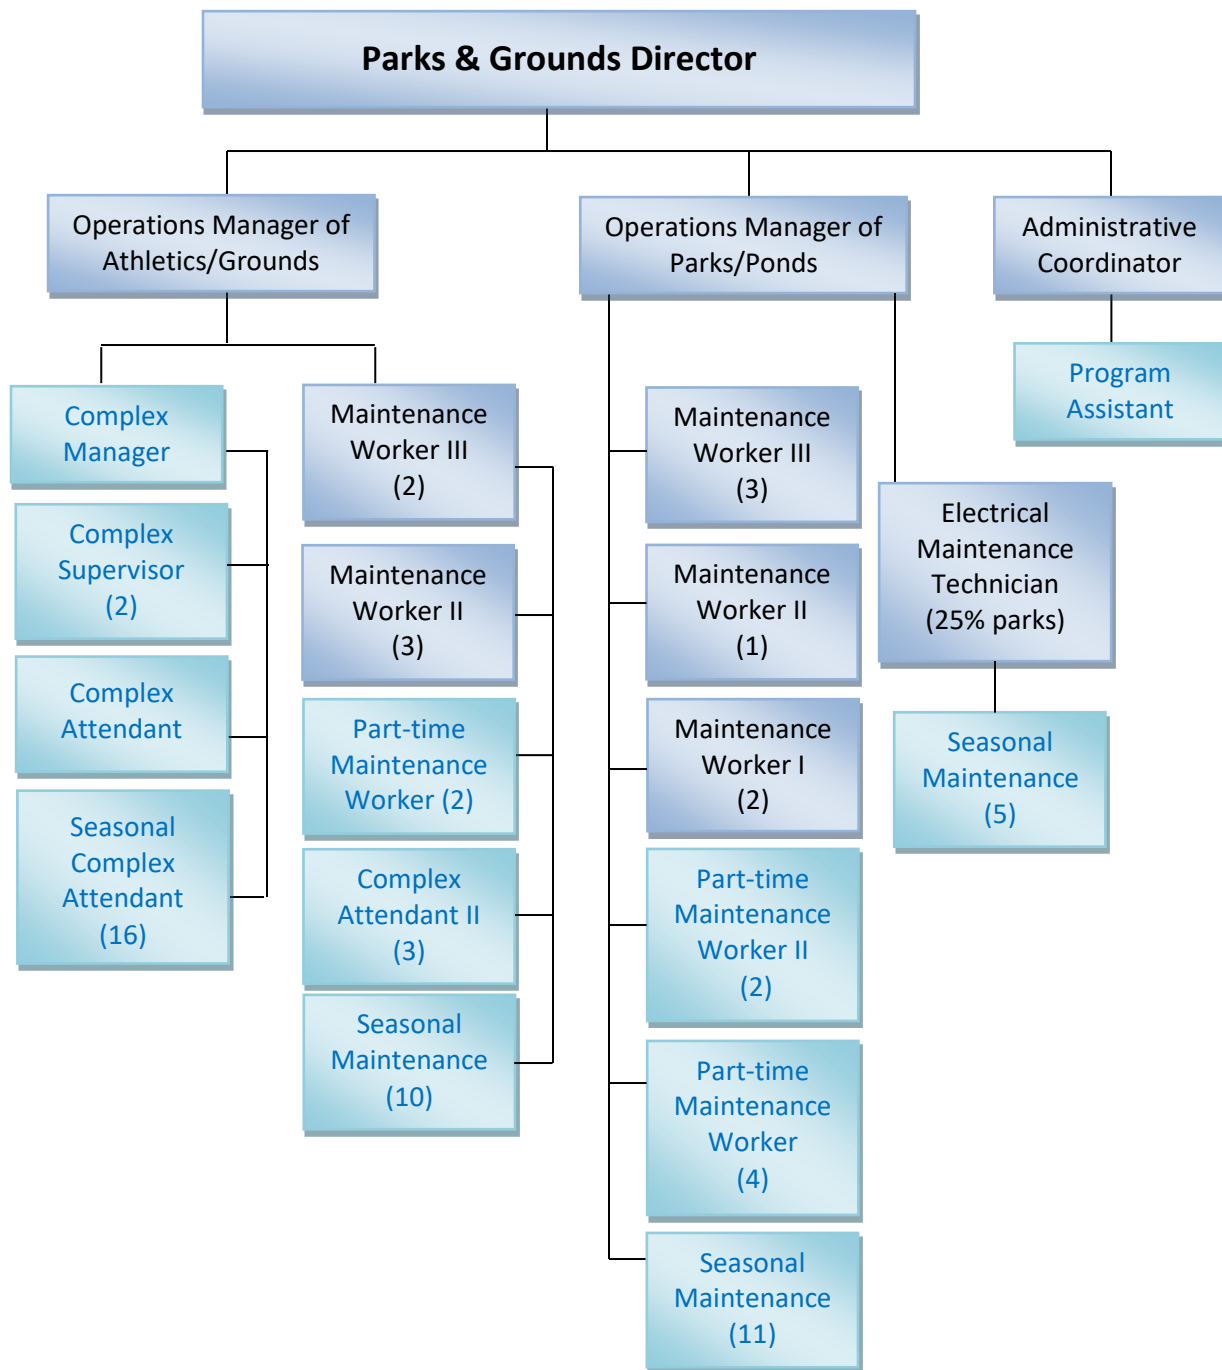 Parks & Grounds Director
Operations Manager of
Athletics/Grounds
Operations Manager of
Parks/Ponds
Administrative
Coordinator
Complex
Manager
Complex
Supervisor
(2)
Complex
Attendant
Seasonal
Complex
Attendant
(16)
Maintenance
Worker III
(2)
Maintenance
Worker II
(3)
Part-time
Maintenance
Worker (2)
Complex
Attendant II
(3)
Seasonal
Maintenance
(10)
Maintenance
Worker III
(3)
Maintenance
Worker II
(1)
Maintenance
Worker I
(2)
Part-time
Maintenance
Worker II
(2)
Part-time
Maintenance
Worker
(4)
Seasonal
Maintenance
(11)
Electrical
Maintenance
Technician
(25% parks)
Seasonal
Maintenance
(5)
Program
Assistant